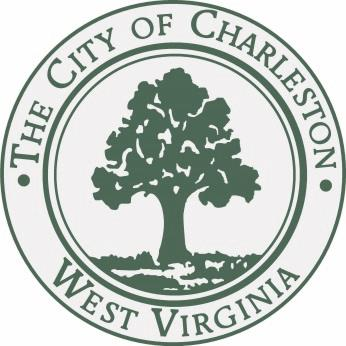 THE CITY OF CHARLESTON
WEST VIRGINIA